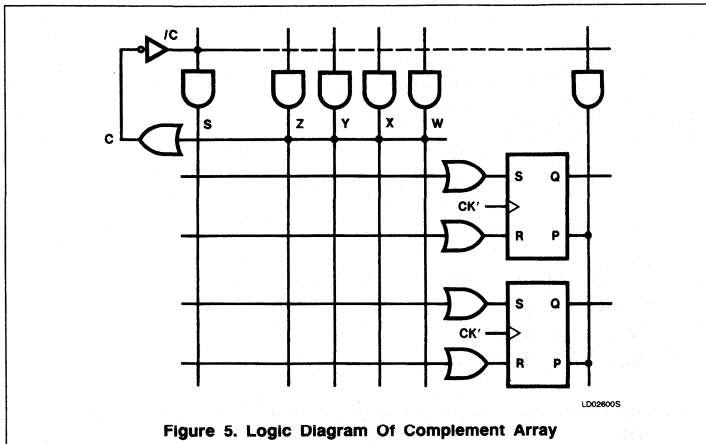 /C
S Z Y X W
C
S Q
CK'
R P
S Q
CK'
R P
LD02600S
Figure 5. Logic Diagram Of Complement Array